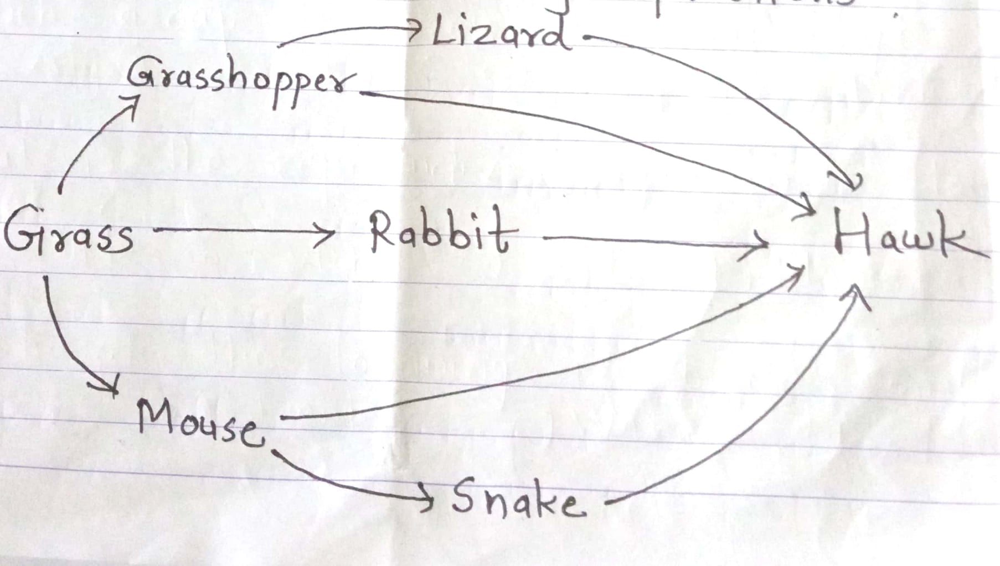 Lizard
Grasshopper
Grass Rabbit Hawk
Mouse
Snake